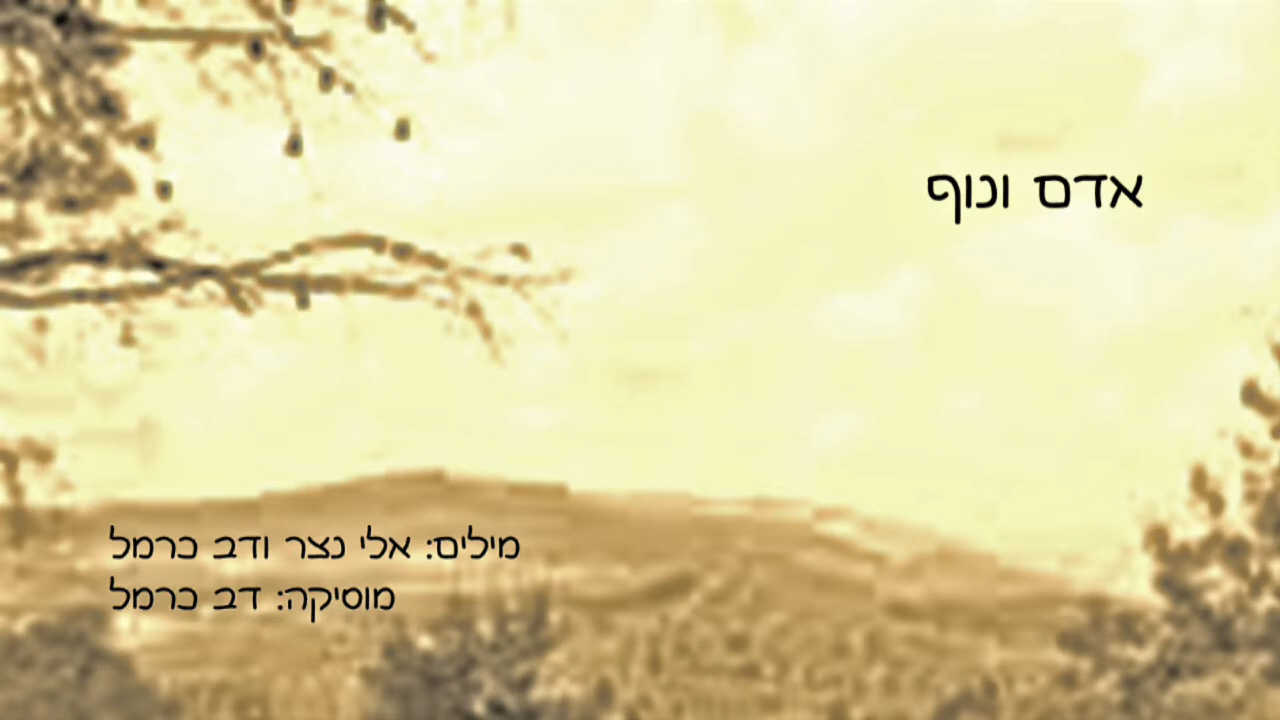 אדם ונוף
מילים: אלי נצר ודב כרמל
מוסיקה: דב כרמל